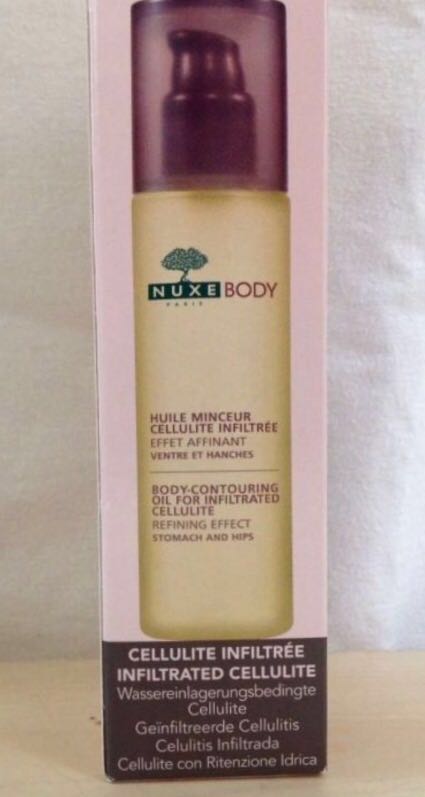 NUXE BODY
PARIS
HUILE MINCEUR
CELLULITE INFILTRÉE
EFFET AFFINANT
VENTRE ET HANCHES
BODY-CONTOURING
OIL FOR INFILTRATED
CELLULITE
REFINING EFFECT
STOMACH AND HIPS
CELLULITE INFILTRÉE
INFILTRATED CELLULITE
Wassereinlagerungsbedingte
Cellulite
Geïnfiltreerde Cellulitis
Celulitis Infiltrada
Cellulite con Ritenzione Idrica